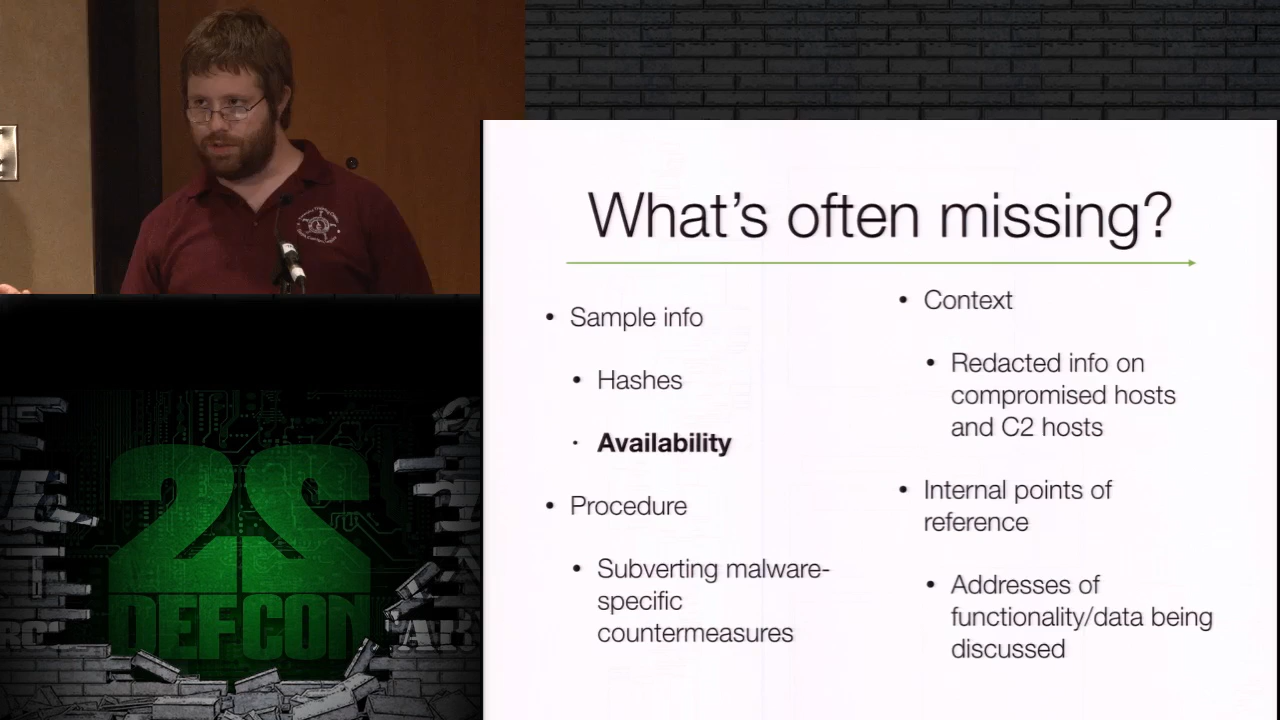 What's often missing?
• Sample info
• Hashes
• Availability
• Procedure
• Subverting malware-
specific
countermeasures
• Context
• Redacted info on
compromised hosts
and C2 hosts
• Internal points of
reference
• Addresses of
functionality/data being
discussed
22
DEFCON